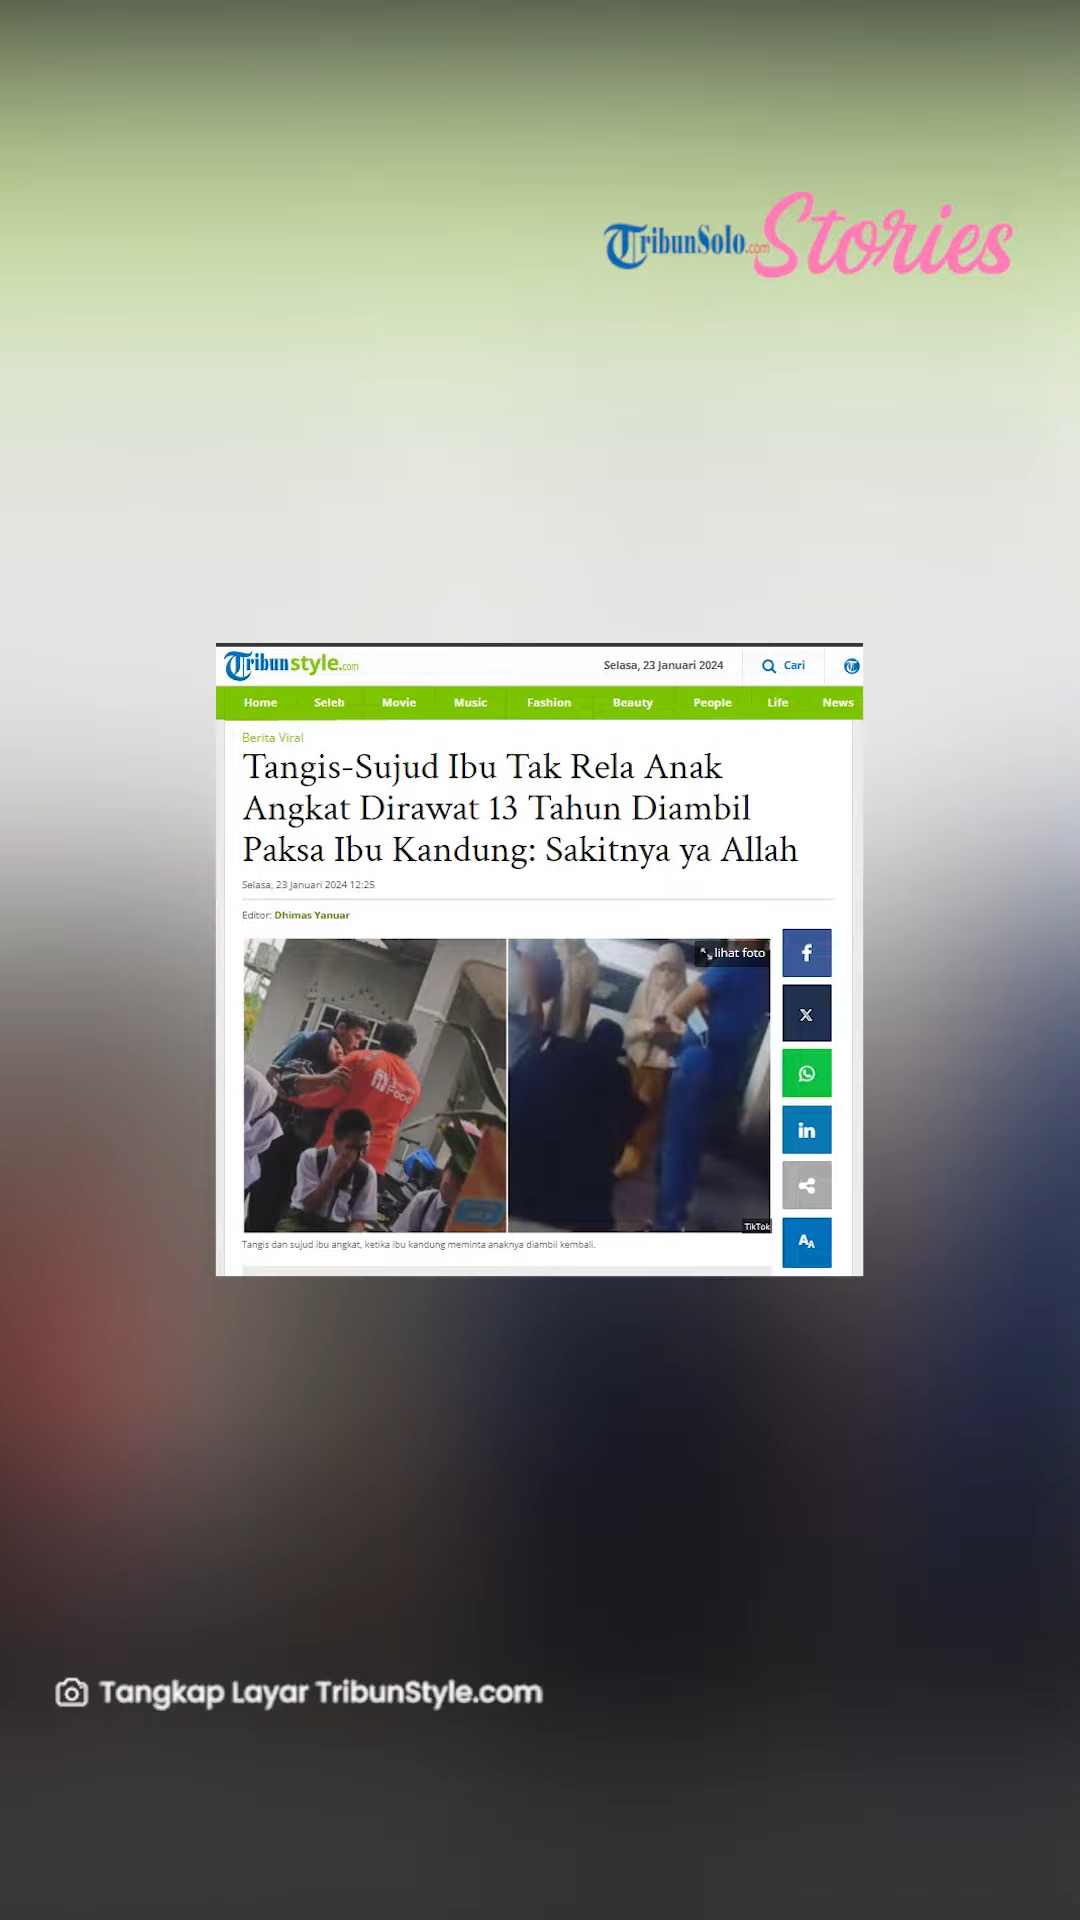 TribunSolo.com Stories
Tribunstyle.com
Selasa, 23 Januari 2024
Cari
Home Seleb Movie Music Fashion Beauty People Life News
Berita Viral
Tangis-Sujud Ibu Tak Rela Anak
Angkat Dirawat 13 Tahun Diambil
Paksa Ibu Kandung: Sakitnya ya Allah
Selasa, 23 Januari 2024 12:25
Editor: Dhimas Yanuar
lihat foto
Food
TikTok
Tangis dan sujud ibu angkat, ketika ibu kandung meminta anaknya diambil kembali.
AA
Tangkap Layar TribunStyle.com